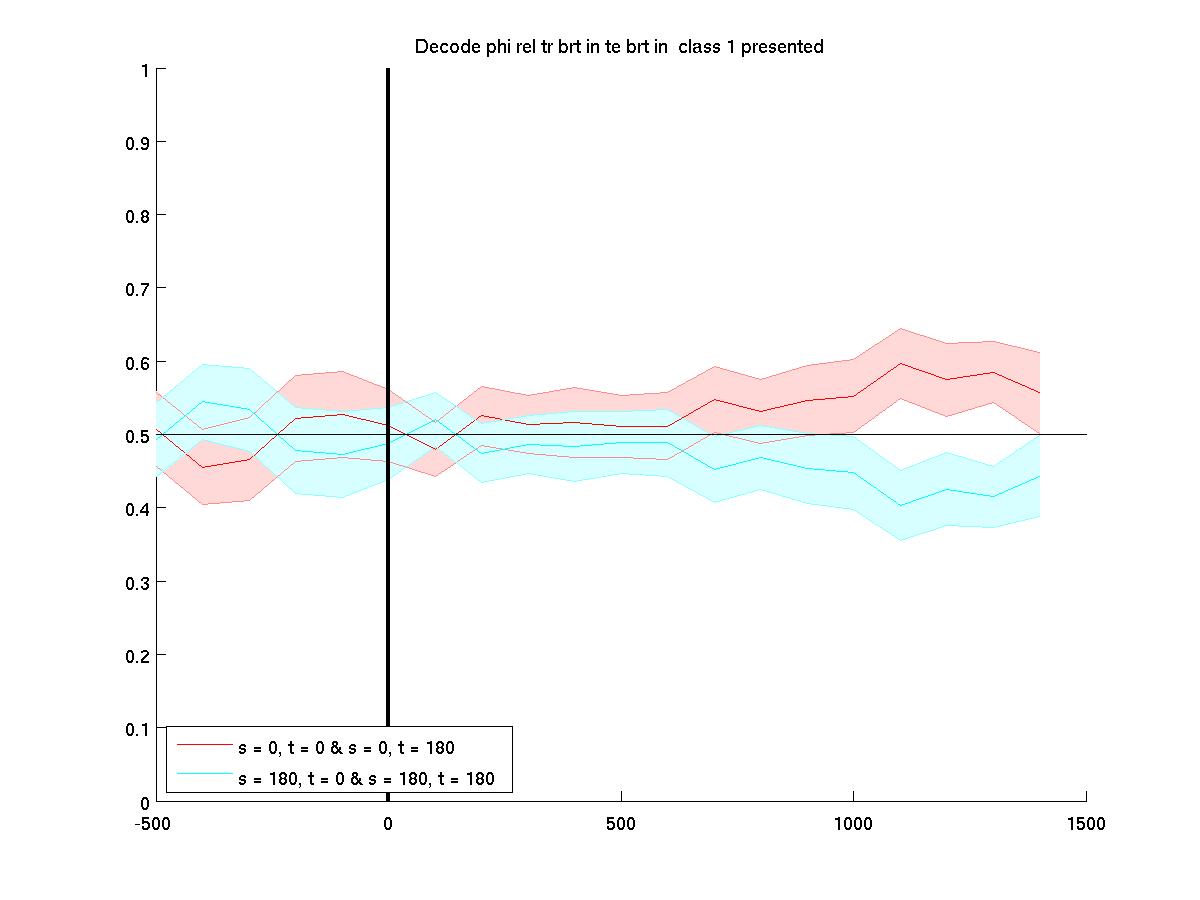 Decode phi rel tr brt in te brt in  class 1 presented
1
0.9
0.8
0.7
0.6
0.5
0.4
0.3
0.2
0.1
0
s = 0, t = 0 & s = 0, t = 180
s = 180, t = 0 & s = 180, t = 180
-500 0 500 1000 1500